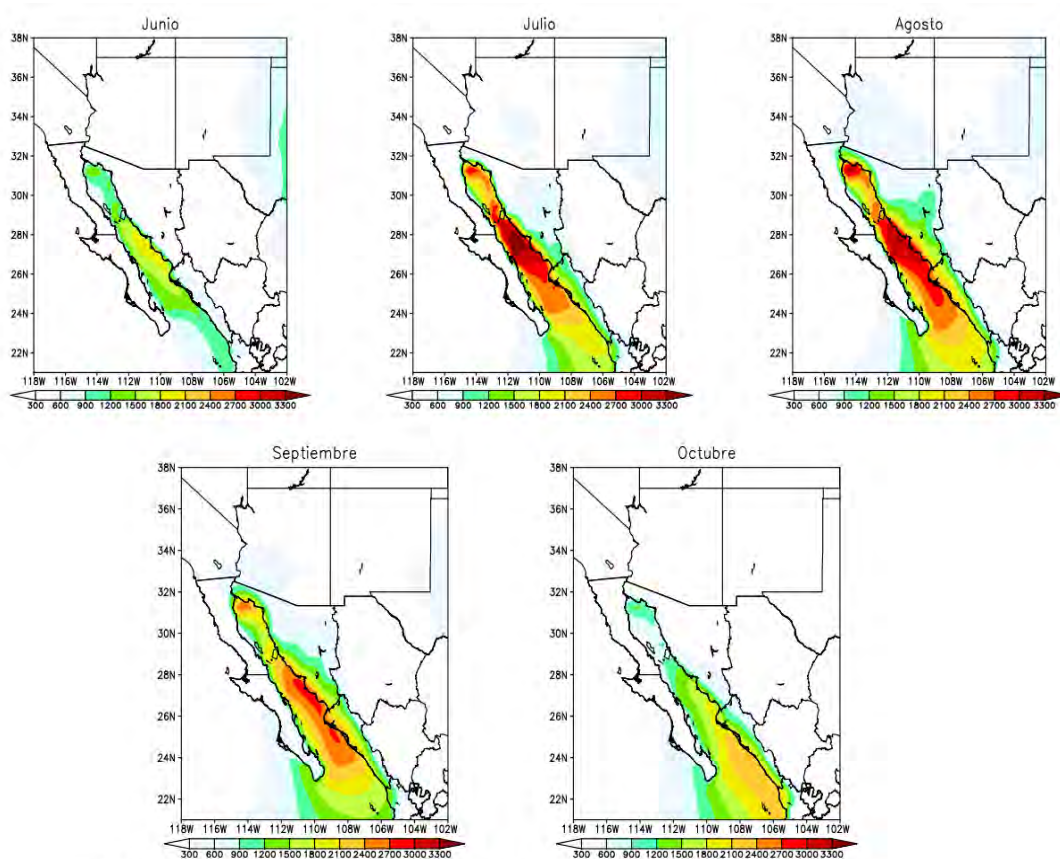 Junio
38N
36N
34N
32N
30N
28N
26N
24N
22N
118W 116W 114W 112W 110W 108W 106W 104W 102W
300 600 900 1200 1500 1800 2100 2400 2700 3000 3300
Julio
38N
36N
34N
32N
30N
28N
26N
24N
22N
118W 116W 114W 112W 110W 108W 106W 104W 102W
300 600 900 1200 1500 1800 2100 2400 2700 3000 3300
Agosto
38N
36N
34N
32N
30N
28N
26N
24N
22N
118W 116W 114W 112W 110W 108W 106W 104W 102W
300 600 900 1200 1500 1800 2100 2400 2700 3000 3300
Septiembre
38N
36N
34N
32N
30N
28N
26N
24N
22N
118W 116W 114W 112W 110W 108W 106W 104W 102W
300 600 900 1200 1500 1800 2100 2400 2700 3000 3300
Octubre
38N
36N
34N
32N
30N
28N
26N
24N
22N
118W 116W 114W 112W 110W 108W 106W 104W 102W
300 600 900 1200 1500 1800 2100 2400 2700 3000 3300